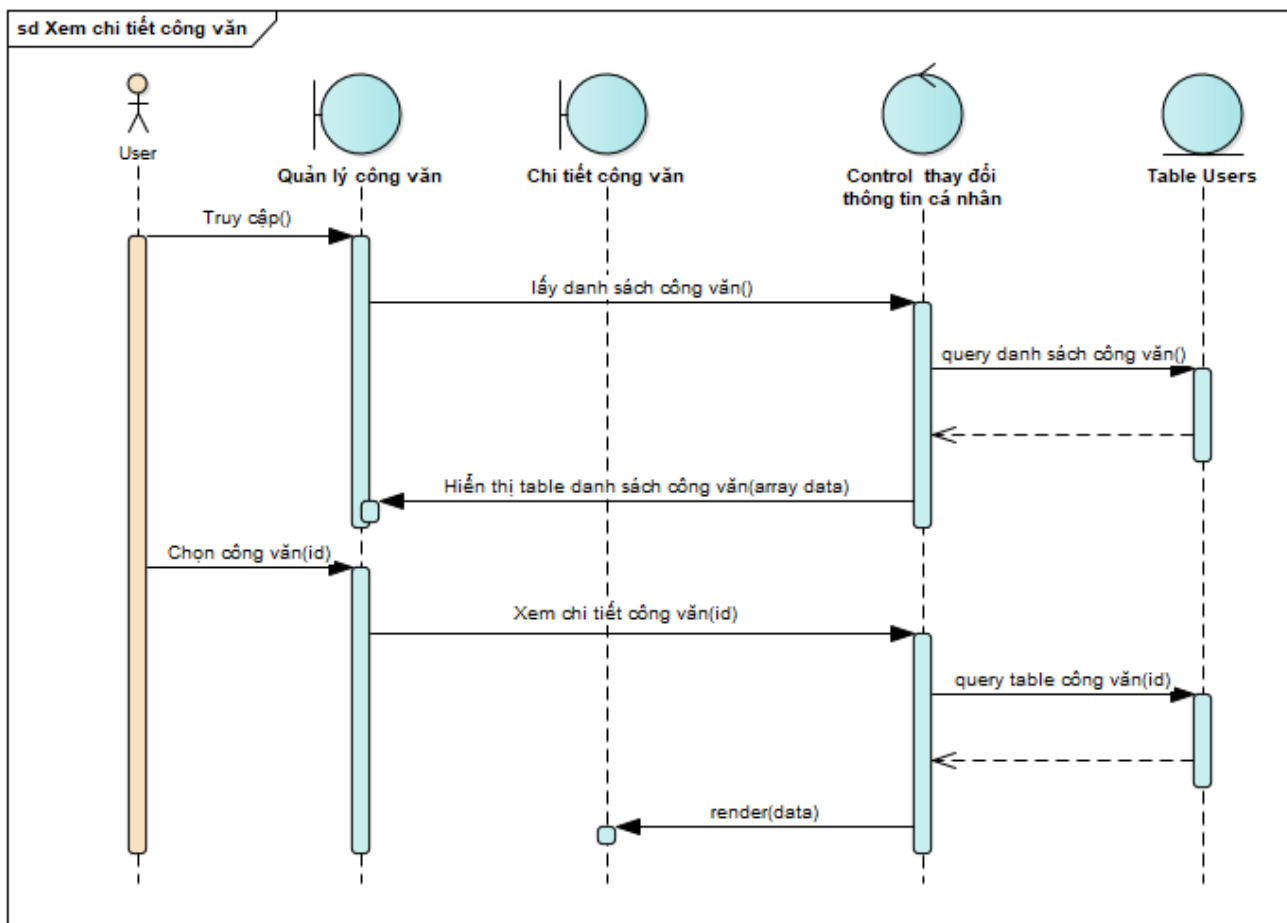 sd Xem chi tiết công văn
User
Quản lý công văn
Chi tiết công văn
Control  thay đổi
thông tin cá nhân
Table Users
Truy cập()
lấy danh sách công văn()
query danh sách công văn()
Hiển thị table danh sách công văn(array data)
Chọn công văn(id)
Xem chi tiết công văn(id)
query table công văn(id)
render(data)